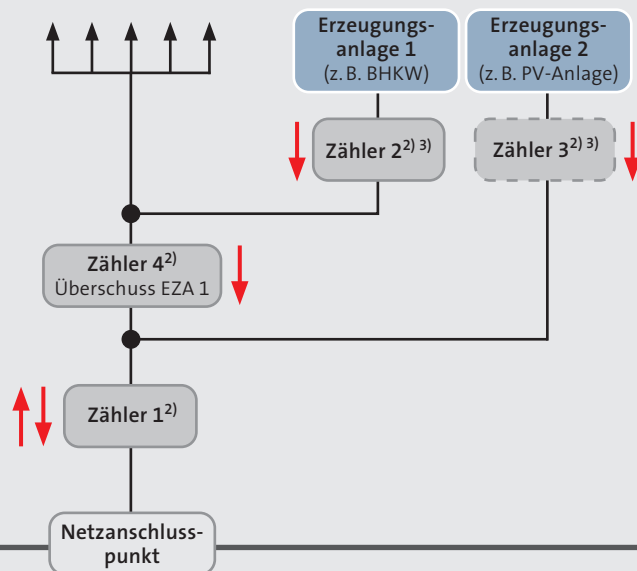 Erzeugungs-
anlage 1
(z. B. BHKW)
Erzeugungs-
anlage 2
(z. B. PV-Anlage)
Zähler 2²⁾ ³⁾
Zähler 3²⁾ ³⁾
Zähler 4²⁾
Überschuss EZA 1
Zähler 1²⁾
Netzanschluss-
punkt